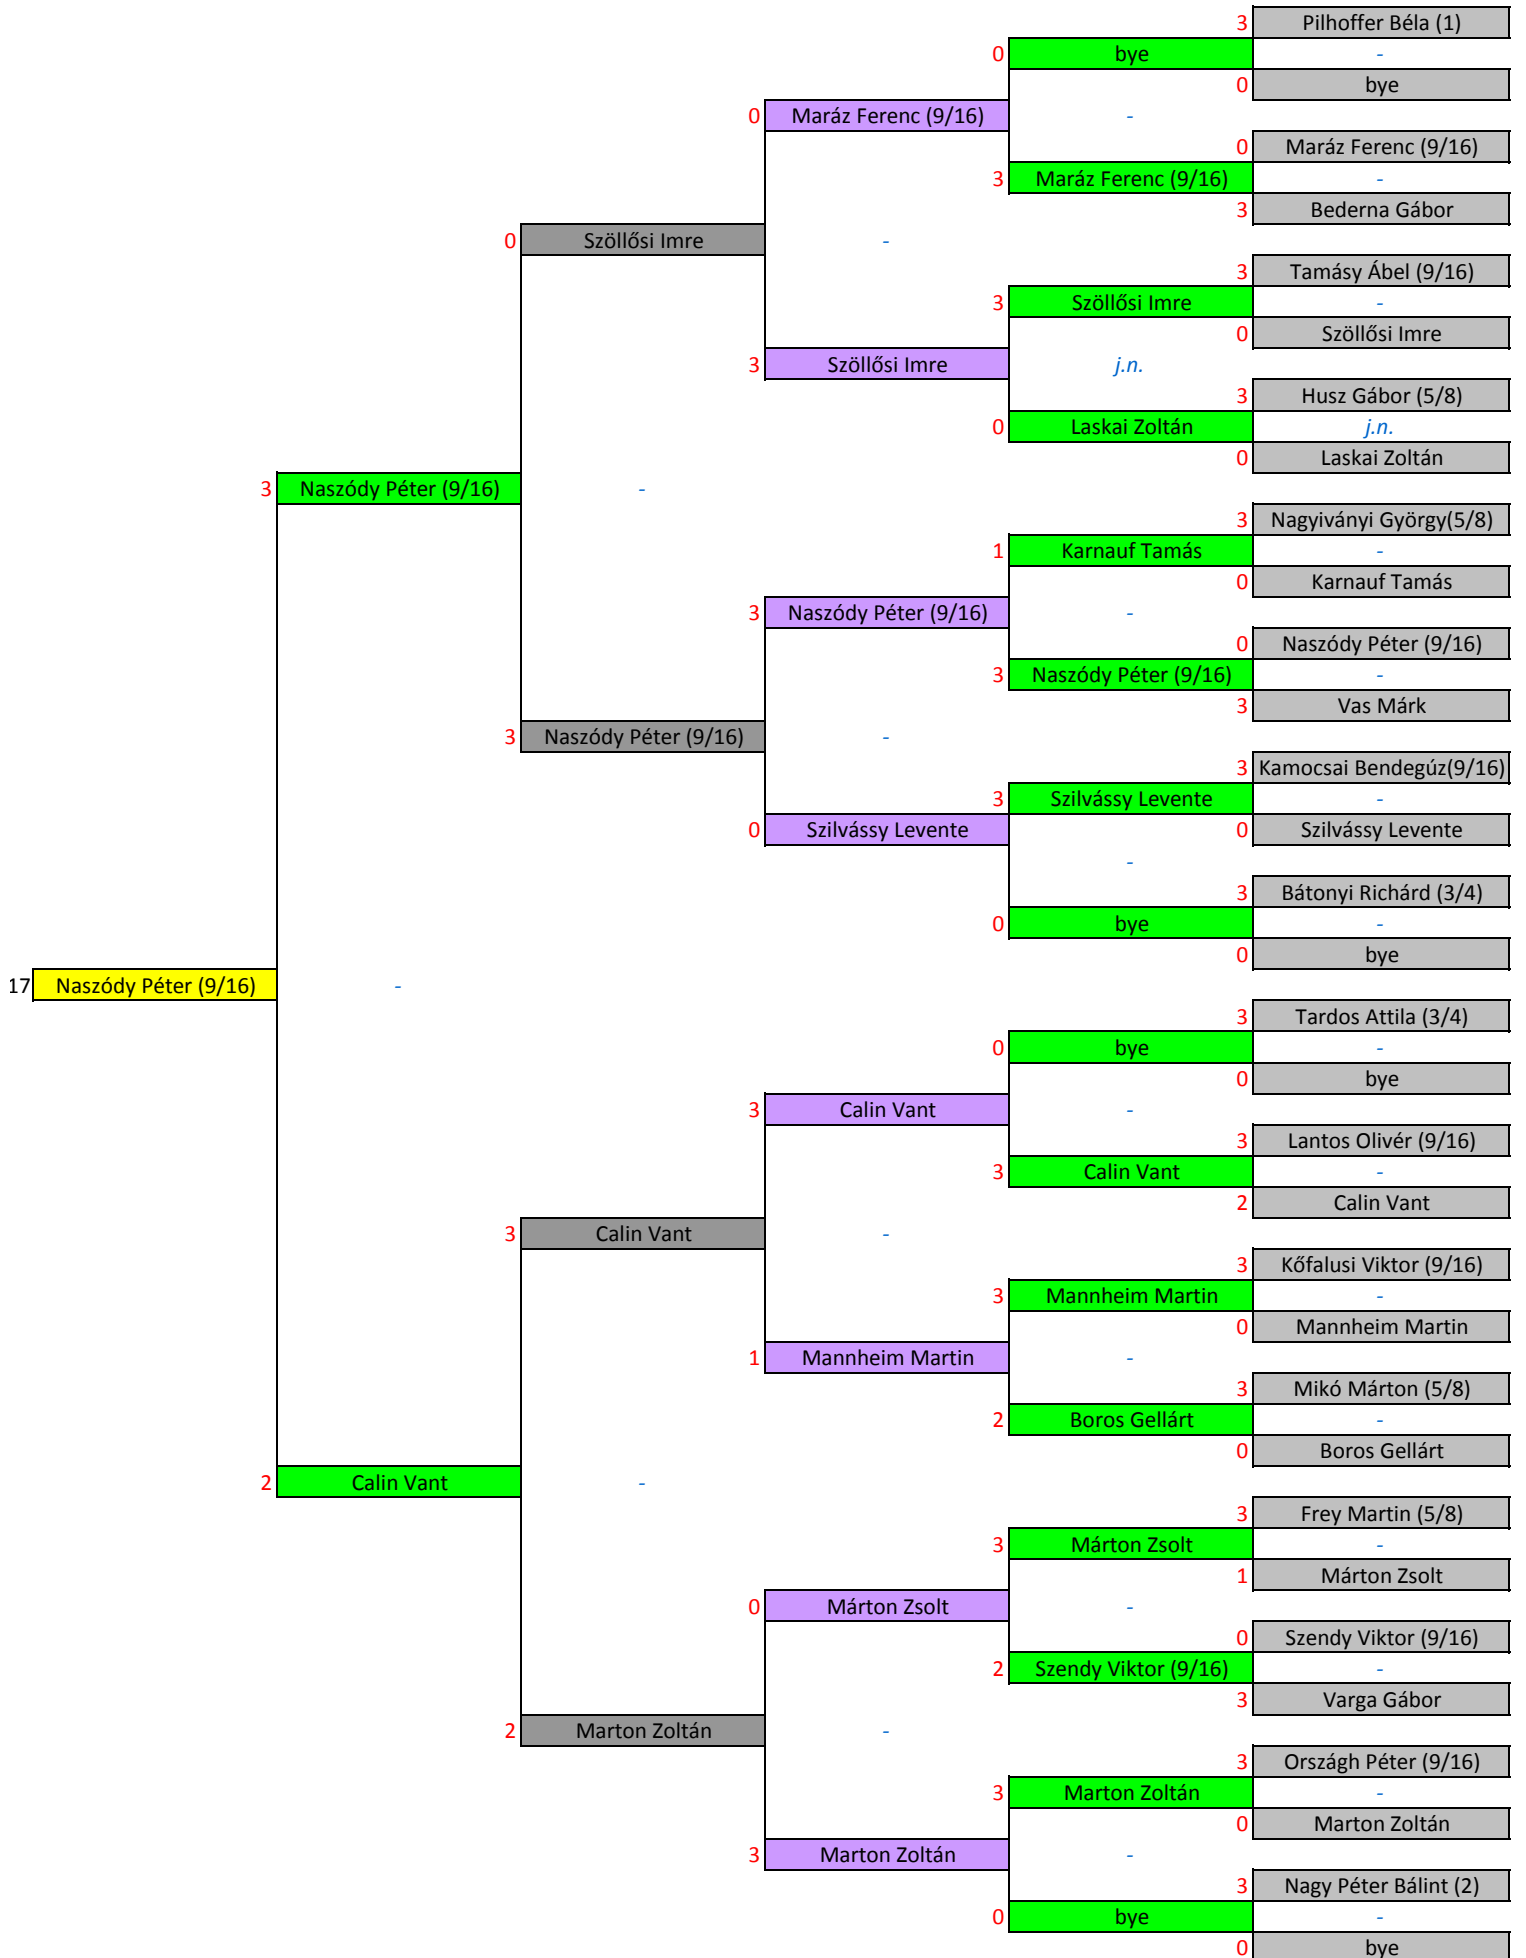 3 Pilhoffer Béla (1)
0 bye -
0 bye
0 Maráz Ferenc (9/16) -
0 Maráz Ferenc (9/16)
3 Maráz Ferenc (9/16) -
3 Bederna Gábor
0 Szöllősi Imre -
3 Tamásy Ábel (9/16)
3 Szöllősi Imre -
0 Szöllősi Imre
3 Szöllősi Imre j.n.
3 Husz Gábor (5/8)
0 Laskai Zoltán j.n.
0 Laskai Zoltán
3 Naszódy Péter (9/16) -
3 Nagyiványi György(5/8)
1 Karnauf Tamás -
0 Karnauf Tamás
3 Naszódy Péter (9/16) -
0 Naszódy Péter (9/16)
3 Naszódy Péter (9/16) -
3 Vas Márk
3 Naszódy Péter (9/16) -
3 Kamocsai Bendegúz(9/16)
3 Szilvássy Levente -
0 Szilvássy Levente 0 Szilvássy Levente
-
3 Bátonyi Richárd (3/4)
0 bye -
0 bye
17 Naszódy Péter (9/16) -
3 Tardos Attila (3/4)
0 bye -
0 bye
3 Calin Vant -
3 Lantos Olivér (9/16)
3 Calin Vant -
2 Calin Vant
3 Calin Vant -
3 Kőfalusi Viktor (9/16)
3 Mannheim Martin -
0 Mannheim Martin
1 Mannheim Martin -
3 Mikó Márton (5/8)
2 Boros Gellárt -
0 Boros Gellárt
2 Calin Vant -
3 Frey Martin (5/8)
3 Márton Zsolt -
1 Márton Zsolt
0 Márton Zsolt -
0 Szendy Viktor (9/16)
2 Szendy Viktor (9/16) -
3 Varga Gábor
2 Marton Zoltán -
3 Országh Péter (9/16)
3 Marton Zoltán -
0 Marton Zoltán
3 Marton Zoltán -
3 Nagy Péter Bálint (2)
0 bye -
0 bye